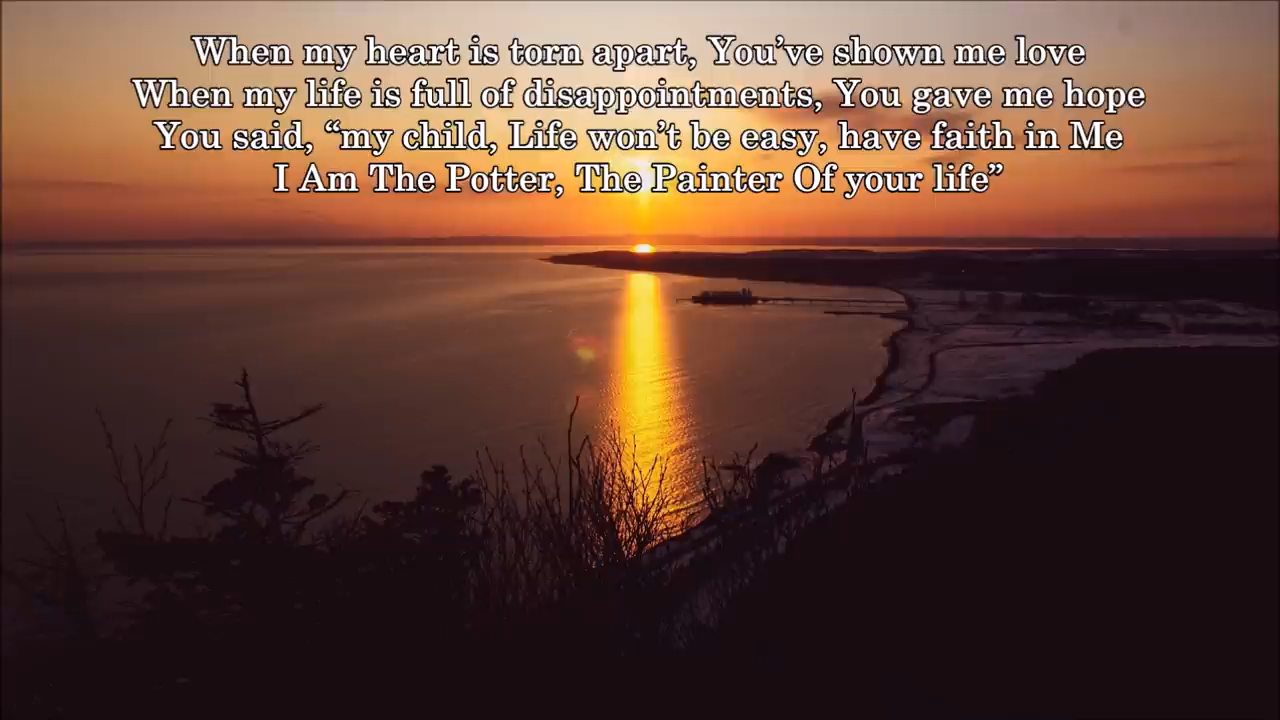 When my heart is torn apart, You’ve shown me love
When my life is full of disappointments, You gave me hope
You said, “my child, Life won’t be easy, have faith in Me
I Am The Potter, The Painter Of your life”